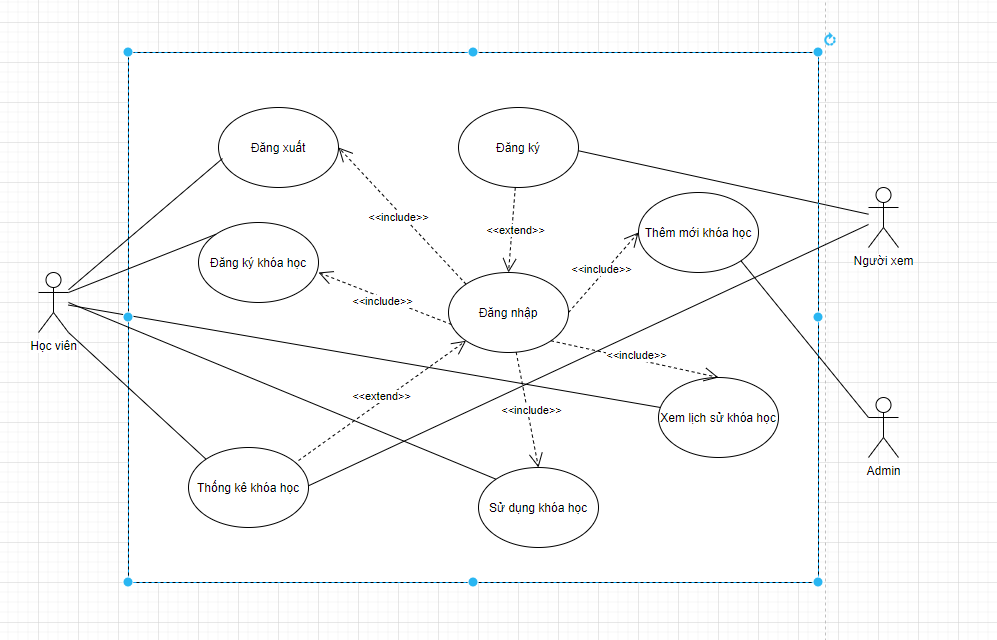 Đăng xuất
Đăng ký
<<include>>
<<extend>>
Thêm mới khóa học
Đăng ký khóa học
<<include>>
Người xem
<<include>>
Đăng nhập
Học viên
<<include>>
<<extend>>
<<include>>
Xem lịch sử khóa học
Admin
Thống kê khóa học
Sử dụng khóa học